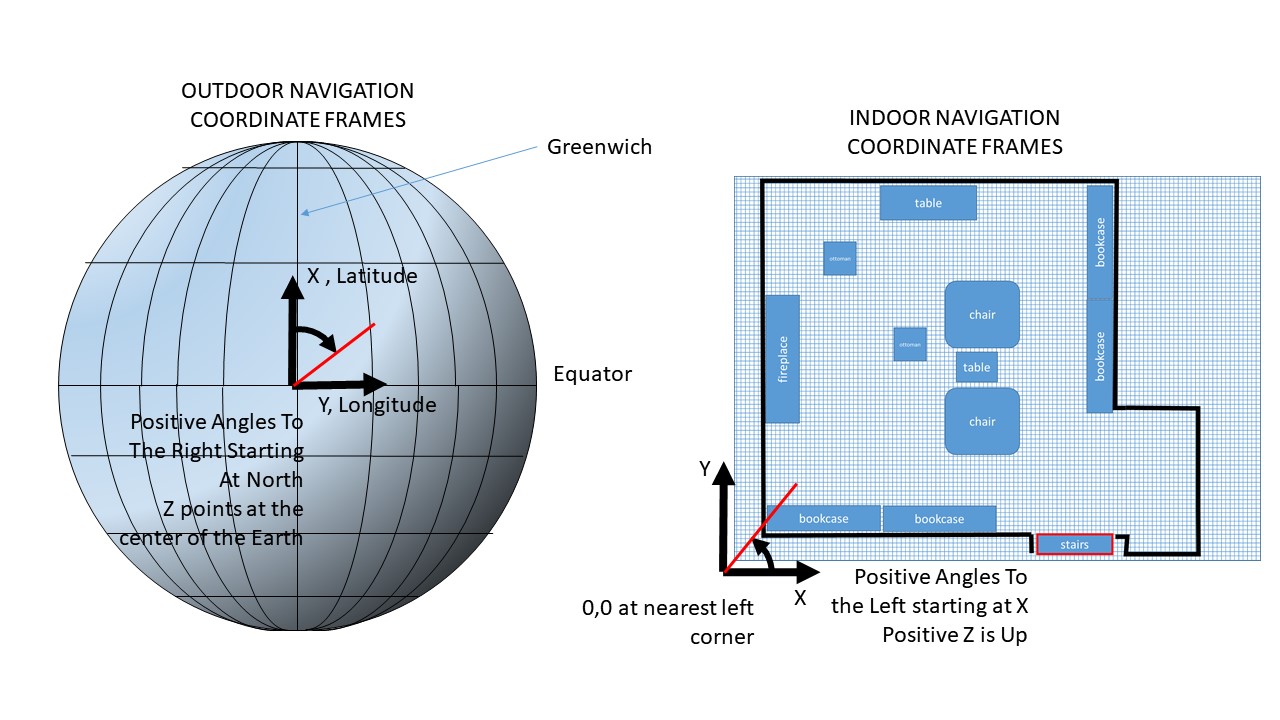 OUTDOOR NAVIGATION
COORDINATE FRAMES
Greenwich
X , Latitude
Equator
Y, Longitude
Positive Angles To
The Right Starting
At North
Z points at the
center of the Earth
INDOOR NAVIGATION
COORDINATE FRAMES
table
bookcase
ottoman
chair
fireplace
ottoman
table
bookcase
chair
Y
bookcase
bookcase
stairs
X
0,0 at nearest left
corner
Positive Angles To
the Left starting at X
Positive Z is Up